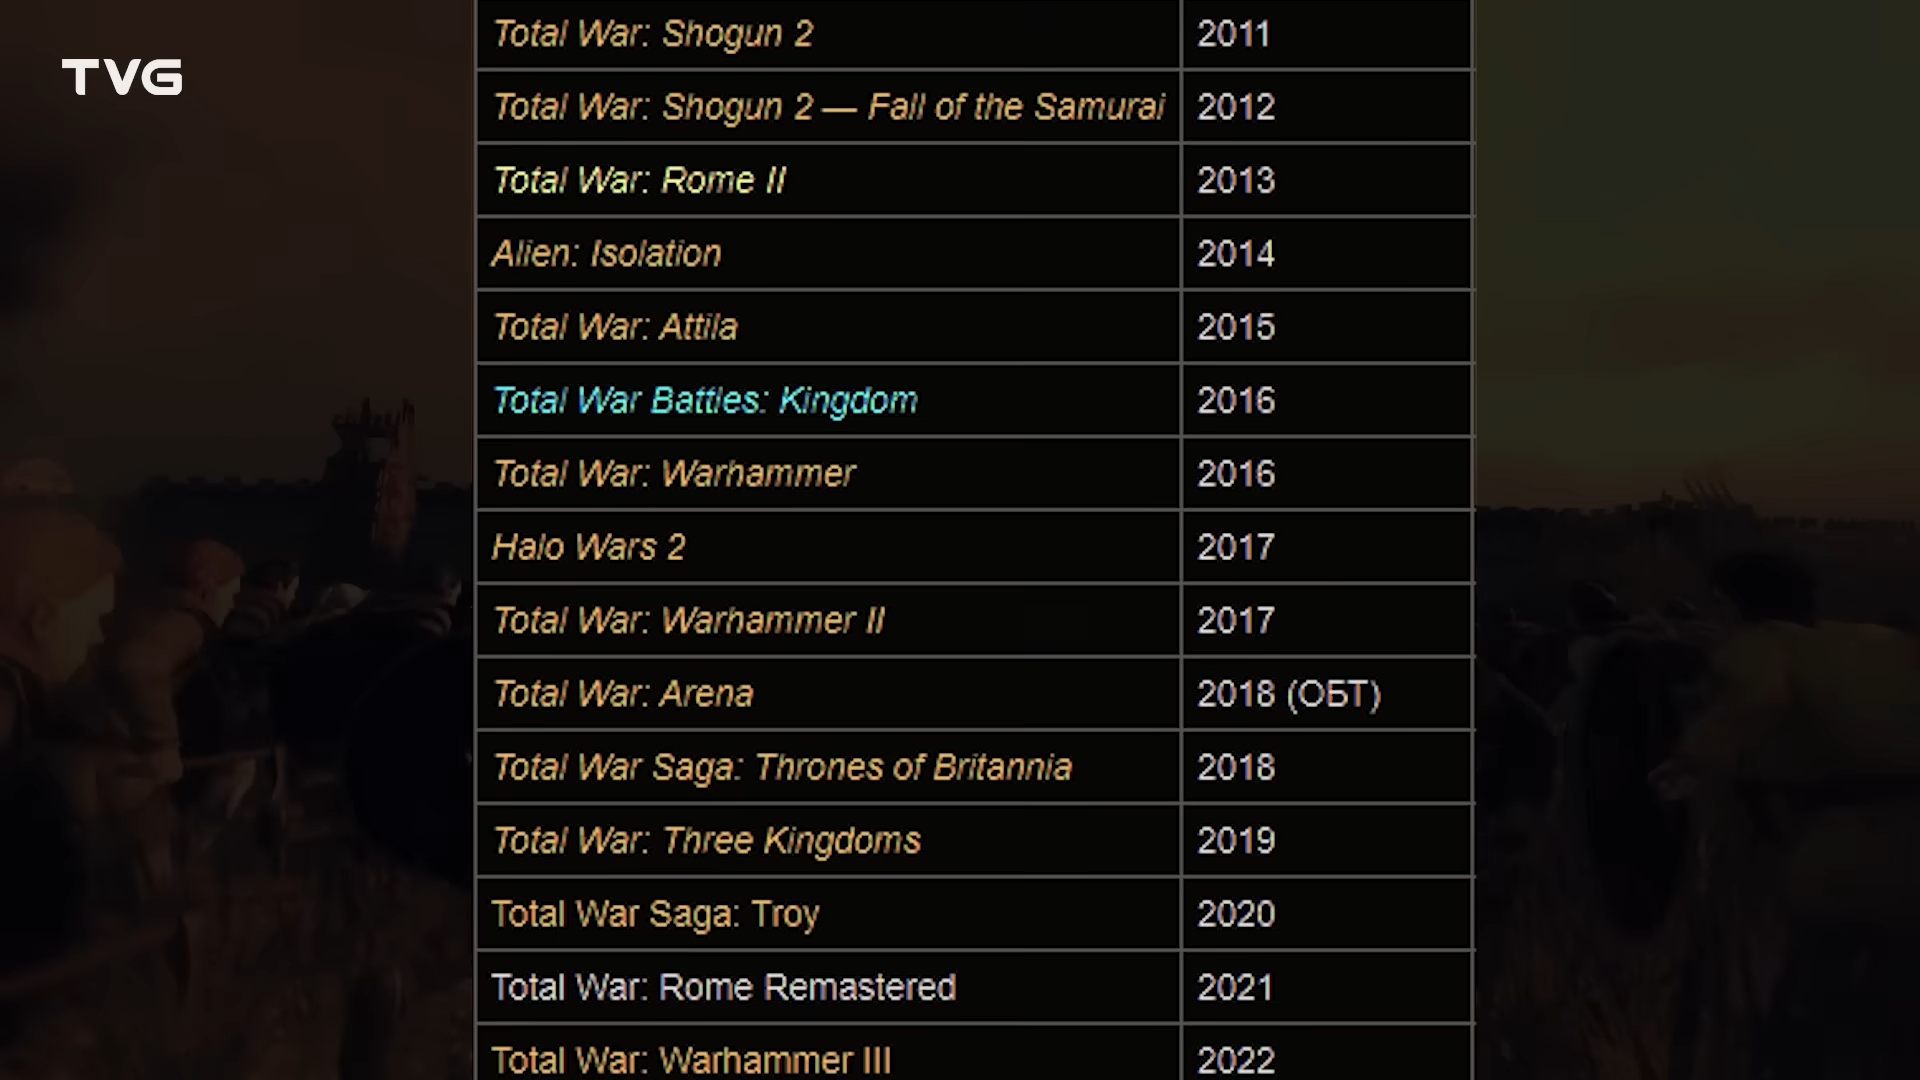 TVG
Total War: Shogun 2 2011
Total War: Shogun 2 — Fall of the Samurai 2012
Total War: Rome II 2013
Alien: Isolation 2014
Total War: Attila 2015
Total War Battles: Kingdom 2016
Total War: Warhammer 2016
Halo Wars 2 2017
Total War: Warhammer II 2017
Total War: Arena 2018 (ОБТ)
Total War Saga: Thrones of Britannia 2018
Total War: Three Kingdoms 2019
Total War Saga: Troy 2020
Total War: Rome Remastered 2021
Total War: Warhammer III 2022